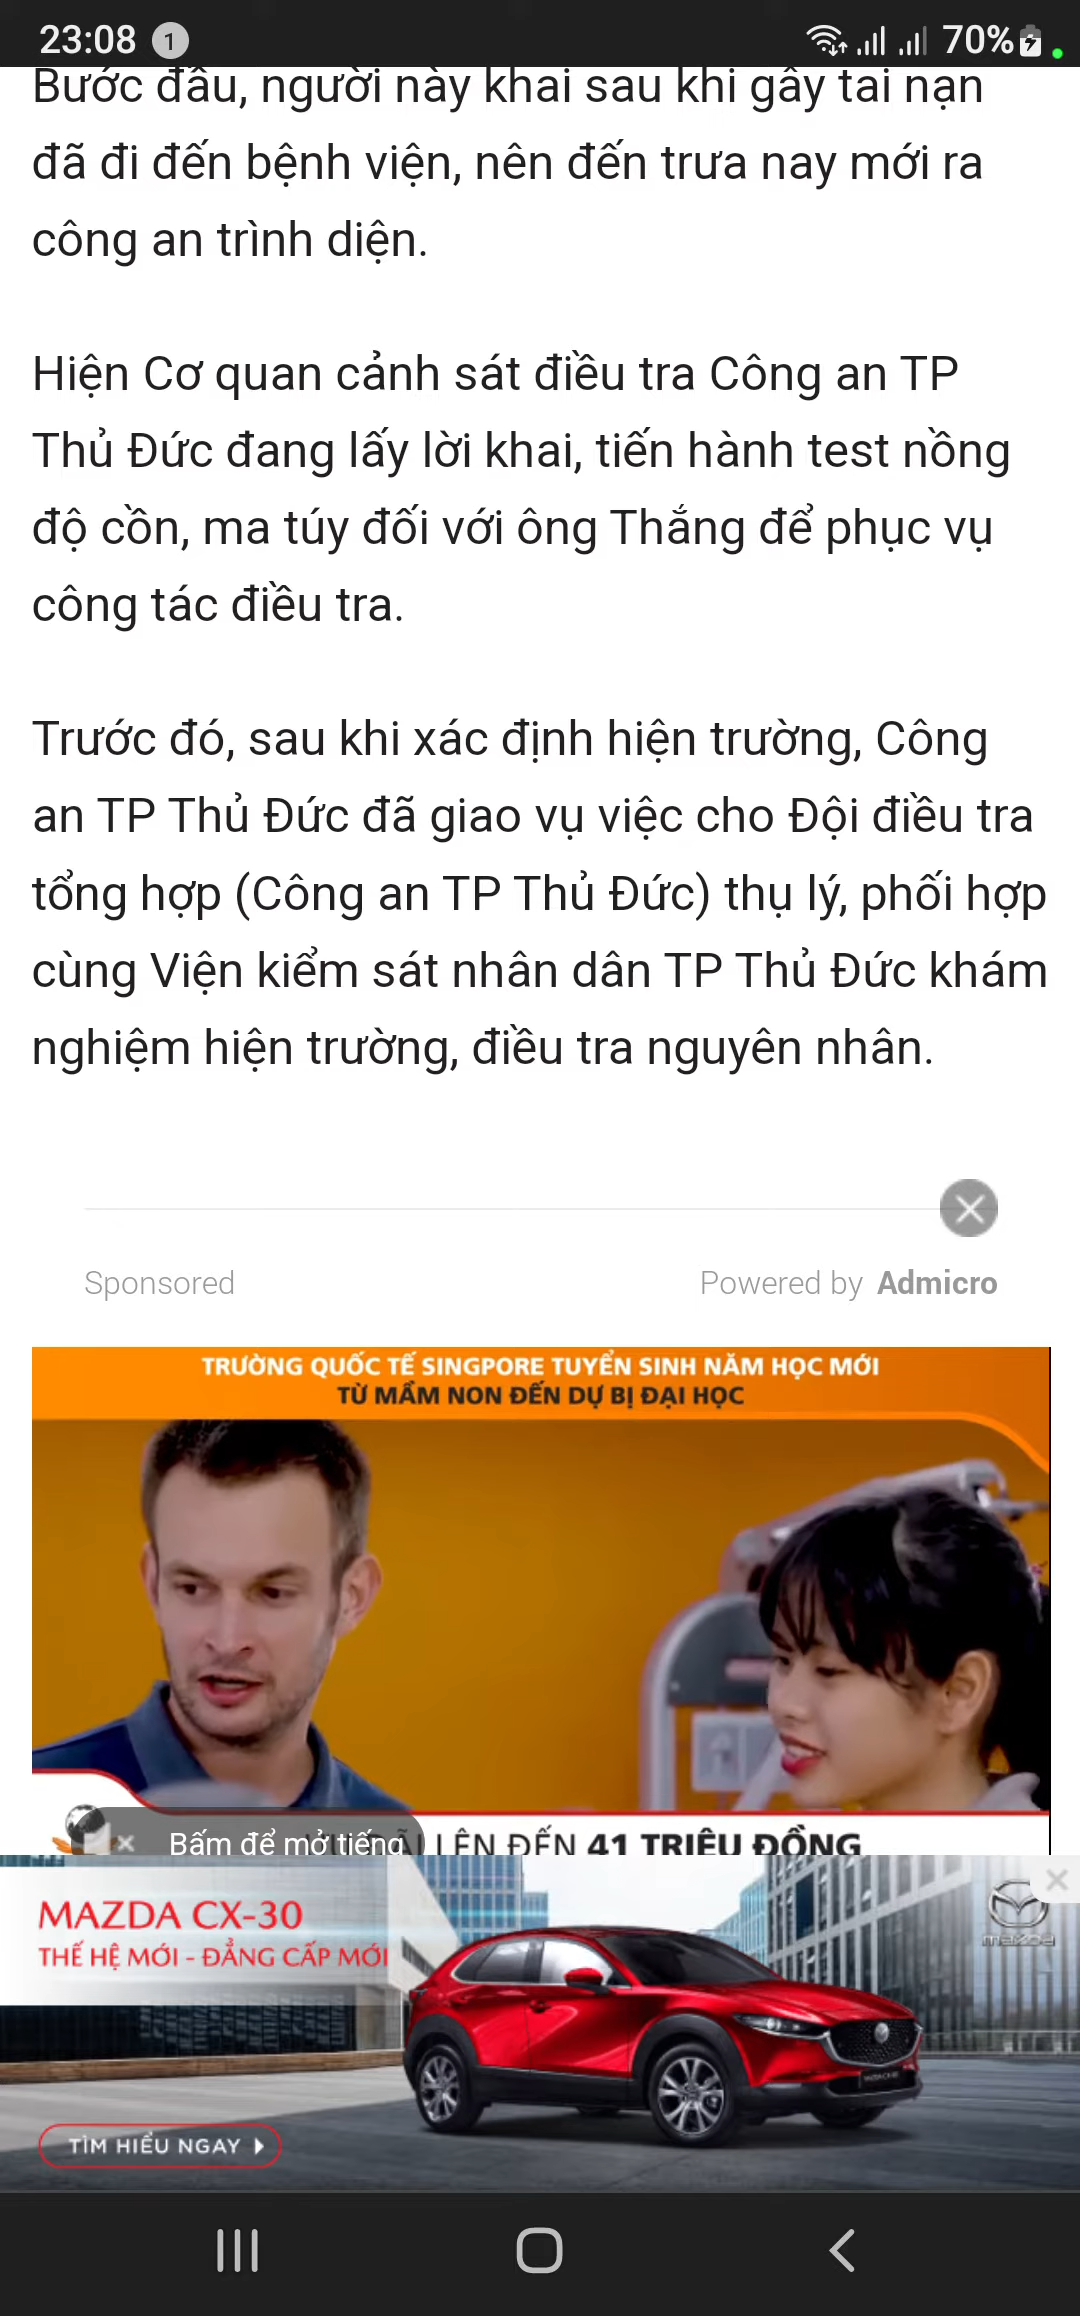 23:08 1 70%
Bước đầu, người này khai sau khi gây tai nạn
đã đi đến bệnh viện, nên đến trưa nay mới ra
công an trình diện.
Hiện Cơ quan cảnh sát điều tra Công an TP
Thủ Đức đang lấy lời khai, tiến hành test nồng
độ cồn, ma túy đối với ông Thắng để phục vụ
công tác điều tra.
Trước đó, sau khi xác định hiện trường, Công
an TP Thủ Đức đã giao vụ việc cho Đội điều tra
tổng hợp (Công an TP Thủ Đức) thụ lý, phối hợp
cùng Viện kiểm sát nhân dân TP Thủ Đức khám
nghiệm hiện trường, điều tra nguyên nhân.
Sponsored Powered by Admicro
TRƯỜNG QUỐC TẾ SINGPORE TUYỂN SINH NĂM HỌC MỚI
TỪ MẦM NON ĐẾN DỰ BỊ ĐẠI HỌC
Bấm để mở tiếng
LÊN ĐẾN 41 TRIỆU ĐỒNG
MAZDA CX-30
THẾ HỆ MỚI - ĐẲNG CẤP MỚI
mazda
TÌM HIỂU NGAY